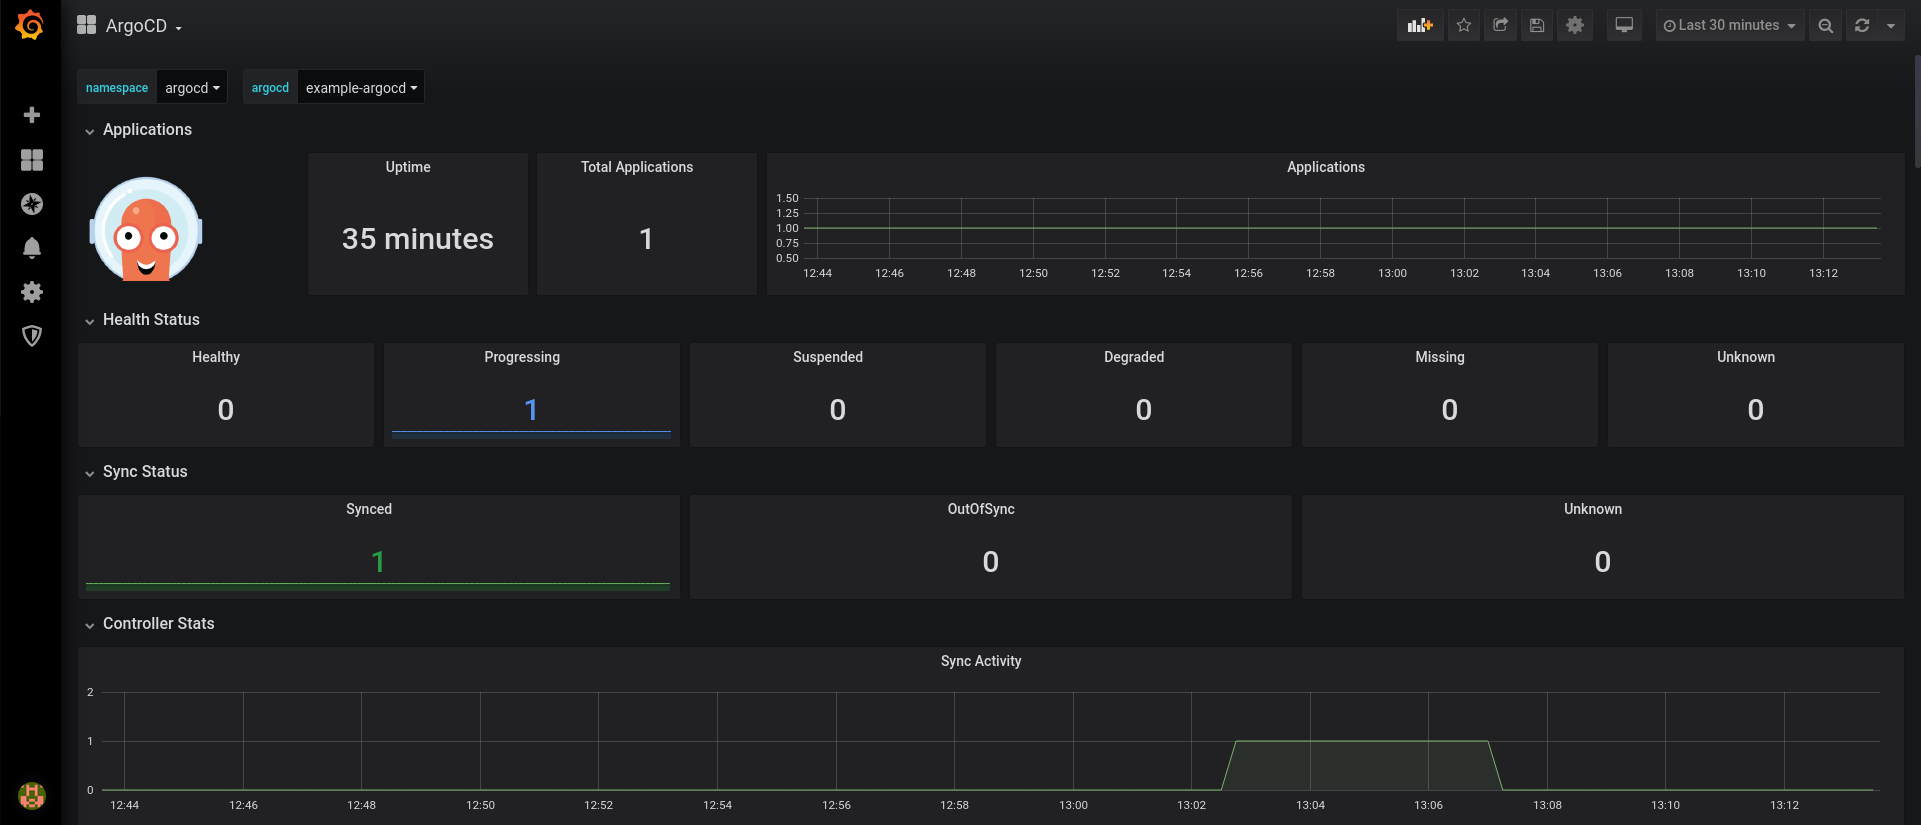 ArgoCD
Last 30 minutes
namespace argocd argocd example-argocd
Applications
Uptime
35 minutes
Total Applications
1
Applications
1.50
1.25
1.00
0.75
0.50
12:44 12:46 12:48 12:50 12:52 12:54 12:56 12:58 13:00 13:02 13:04 13:06 13:08 13:10 13:12
Health Status
Healthy
0
Progressing
1
Suspended
0
Degraded
0
Missing
0
Unknown
0
Sync Status
Synced
1
OutOfSync
0
Unknown
0
Controller Stats
Sync Activity
2
1
0
12:44 12:46 12:48 12:50 12:52 12:54 12:56 12:58 13:00 13:02 13:04 13:06 13:08 13:10 13:12